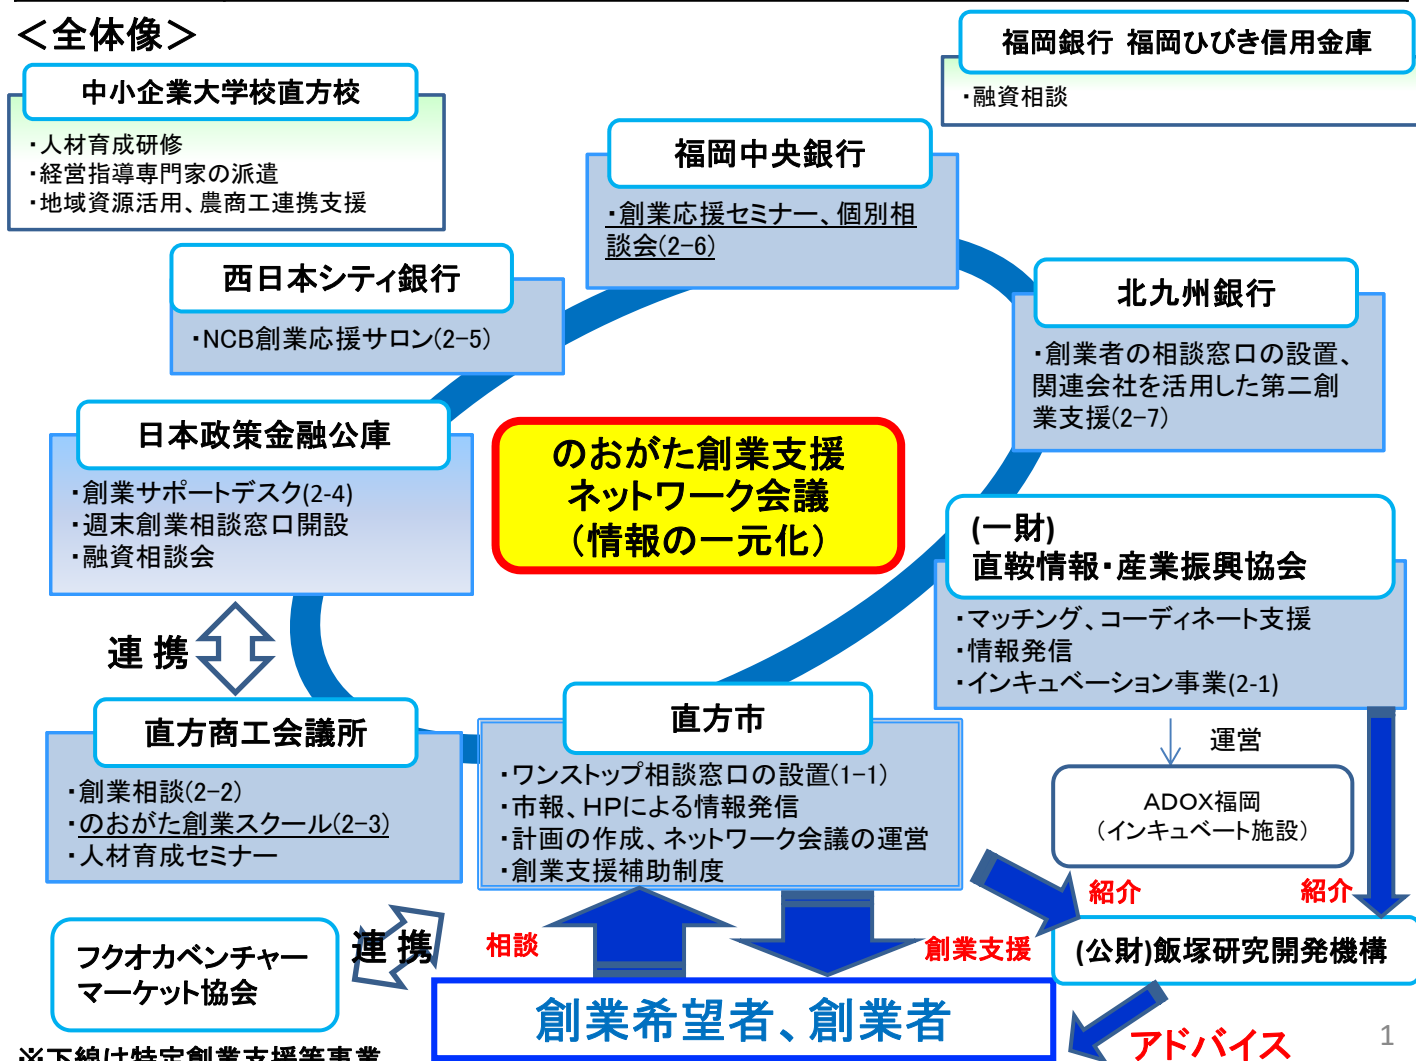 ＜全体像＞
福岡銀行 福岡ひびき信用金庫
・融資相談
中小企業大学校直方校
・人材育成研修
・経営指導専門家の派遣
・地域資源活用、農商工連携支援
福岡中央銀行
・創業応援セミナー、個別相
談会(2-6)
西日本シティ銀行
・NCB創業応援サロン(2-5)
北九州銀行
・創業者の相談窓口の設置、
関連会社を活用した第二創
業支援(2-7)
日本政策金融公庫
・創業サポートデスク(2-4)
・週末創業相談窓口開設
・融資相談会
のおがた創業支援
ネットワーク会議
（情報の一元化）
(一財)
直鞍情報・産業振興協会
・マッチング、コーディネート支援
・情報発信
・インキュベーション事業(2-1)
連 携
直方商工会議所
・創業相談(2-2)
・のおがた創業スクール(2-3)
・人材育成セミナー
直方市
・ワンストップ相談窓口の設置(1-1)
・市報、HPによる情報発信
・計画の作成、ネットワーク会議の運営
・創業支援補助制度
運営
ADOX福岡
（インキュベート施設）
紹介
紹介
フクオカベンチャー
マーケット協会
連 携
相談
創業支援
(公財)飯塚研究開発機構
創業希望者、創業者
アドバイス
※下線は特定創業支援等事業
1